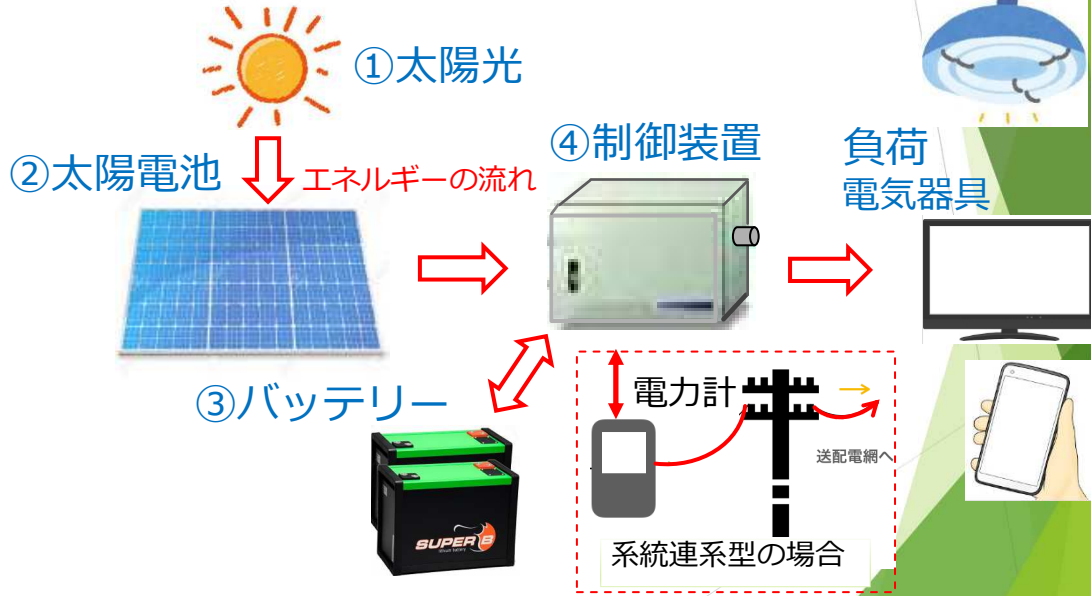 ①太陽光
②太陽電池
エネルギーの流れ
④制御装置
負荷
電気器具
③バッテリー
SUPER B
電力計
送配電網へ
系統連系型の場合